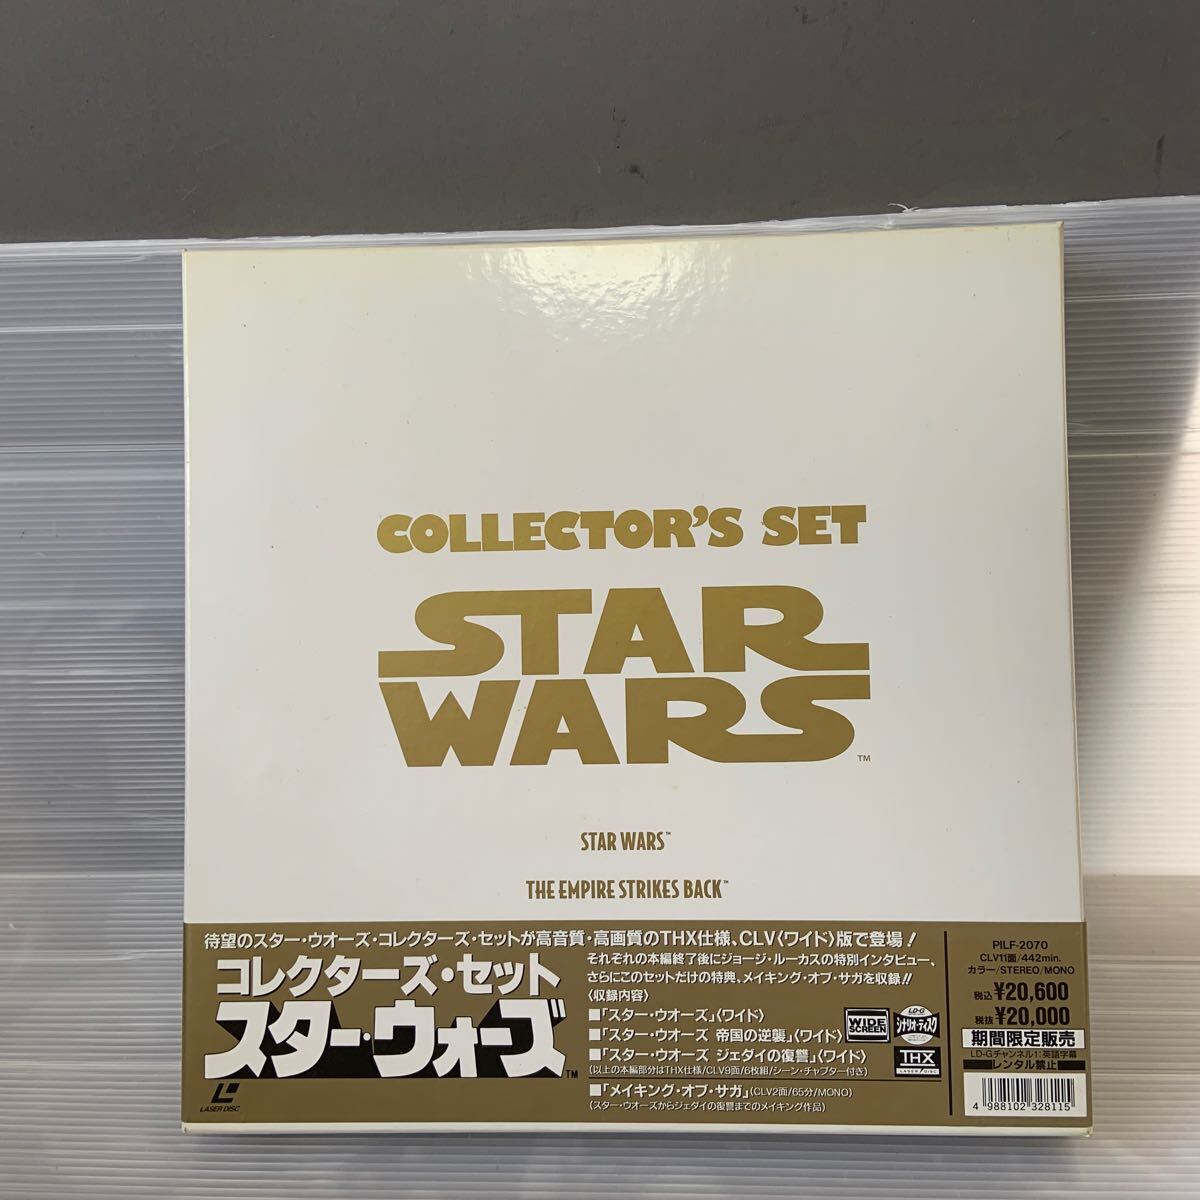 COLLECTOR'S SET
STAR
WARS
TM
STAR WARS™
THE EMPIRE STRIKES BACK™
待望のスター・ウオーズ・コレクターズ・セットが高音質・高画質のTHX仕様、CLV〈ワイド〉版で登場!
コレクターズ・セット
スター・ウォーズ
TM
LASER DISC
それぞれの本編終了後にジョージ・ルーカスの特別インタビュー、
さらにこのセットだけの特典、メイキング・オブ・サガを収録!!
〈収録内容〉
■「スター・ウオーズ」〈ワイド〉
■「スター・ウオーズ 帝国の逆襲」〈ワイド〉
■「スター・ウオーズ ジェダイの復讐」〈ワイド〉
(以上の本編部分はTHX仕様/CLV9面/6枚組/シーン・チャプター付き)
■「メイキング・オブ・サガ」(CLV2面/65分/MONO)
(スター・ウオーズからジェダイの復讐までのメイキング作品)
WIDE
SCREEN
LD-G
シナリオ・ディスク
THX
LASER DISC
PILF-2070
CLV11面/442min.
カラー/STEREO/MONO
税込¥20,600
税抜¥20,000
期間限定販売
LD-Gチャンネル1:英語字幕
レンタル禁止
4 988102 328115